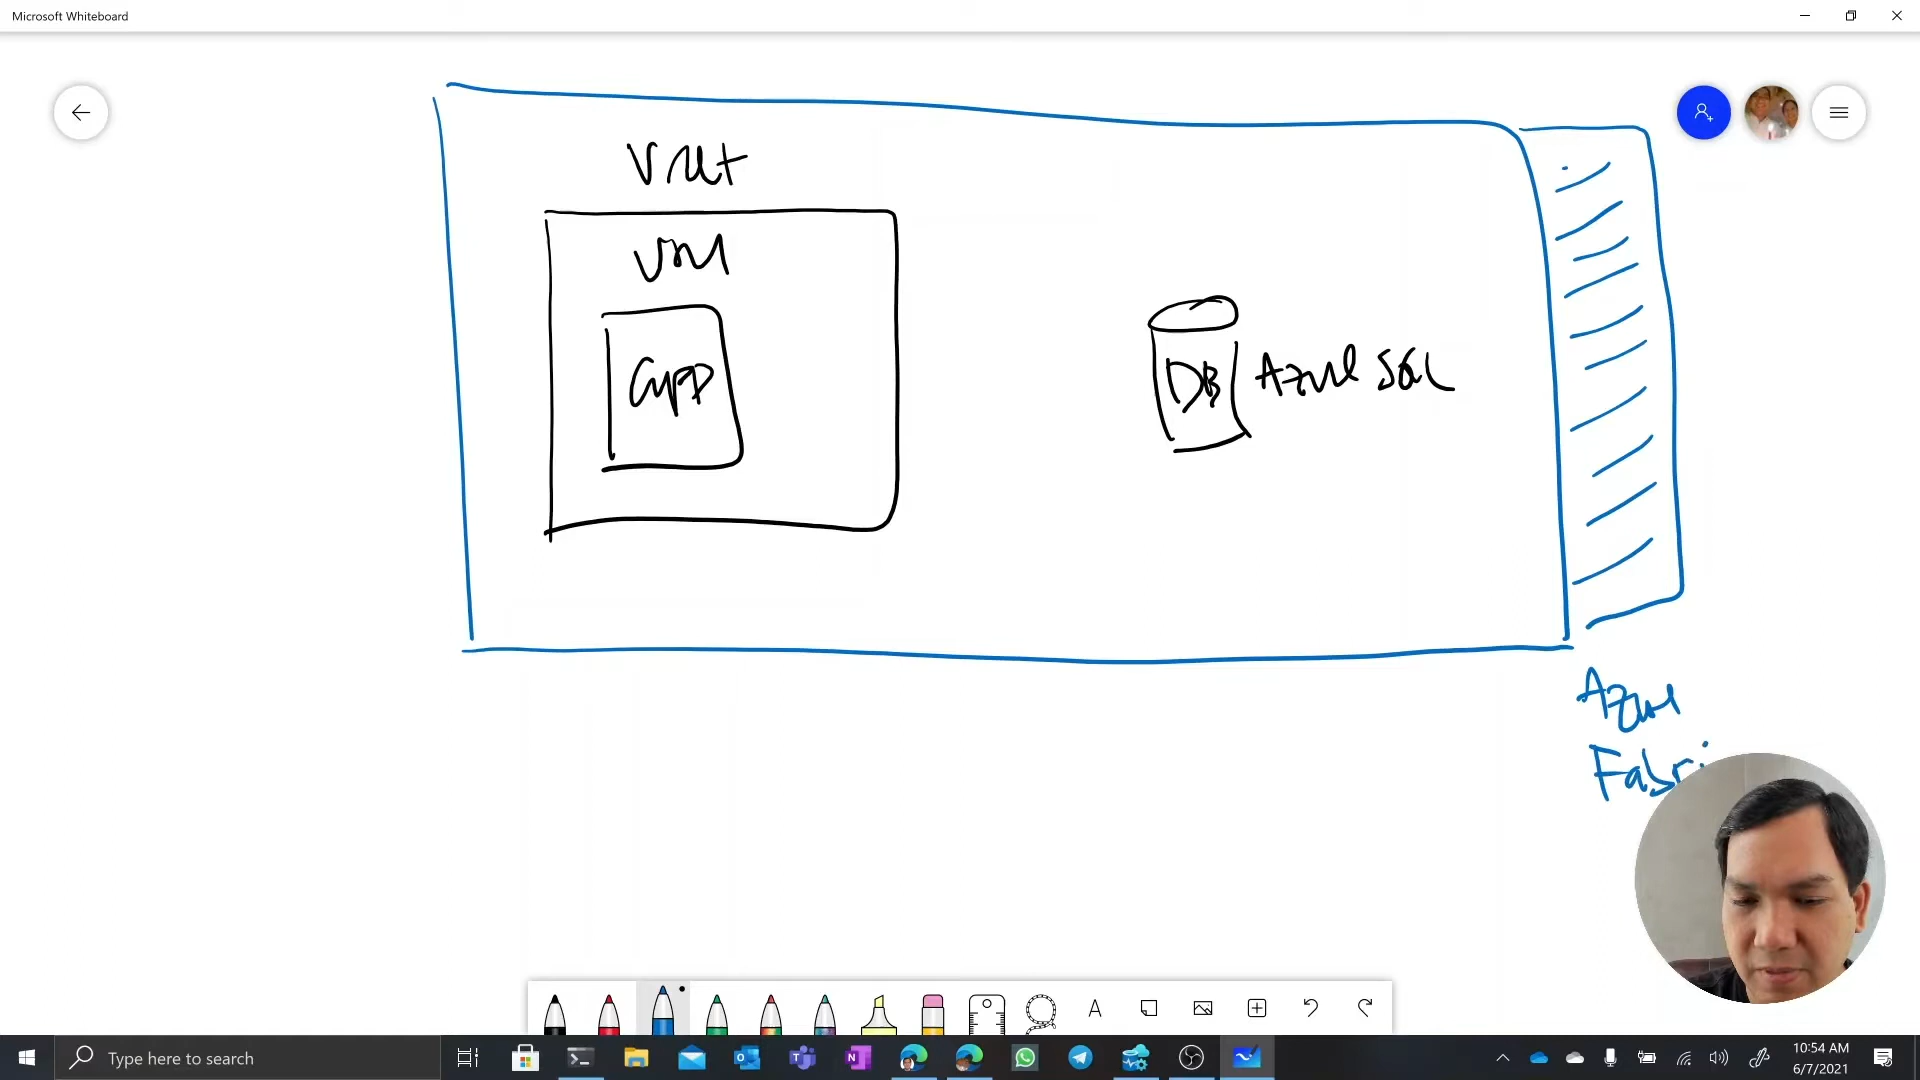 Microsoft Whiteboard
Vnet
VM
app
DB
Azure SQL
Azure
Fabri
A
Type here to search
10:54 AM
6/7/2021